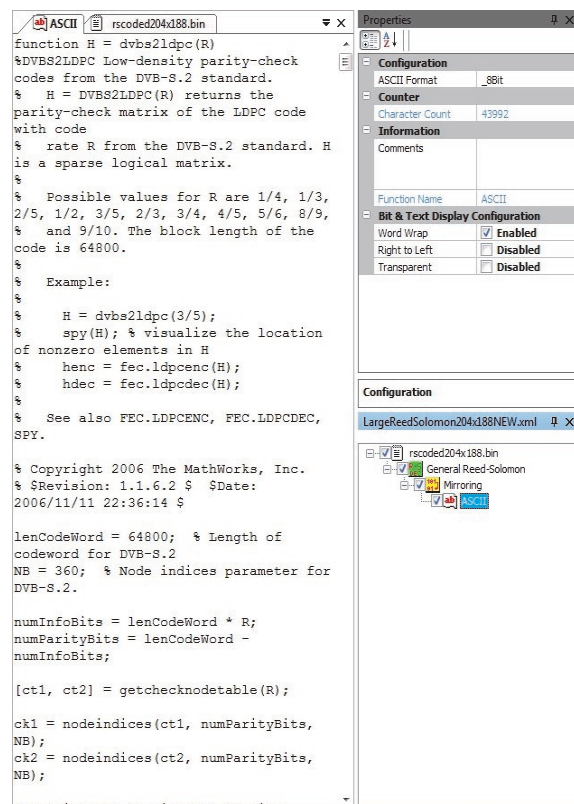 ASCII
rscoded204x188.bin
function H = dvbs2ldpc(R)
%DVBS2LDPC Low-density parity-check
codes from the DVB-S.2 standard.
%   H = DVBS2LDPC(R) returns the
parity-check matrix of the LDPC code
with code
%   rate R from the DVB-S.2 standard. H
is a sparse logical matrix.
%
%   Possible values for R are 1/4, 1/3,
2/5, 1/2, 3/5, 2/3, 3/4, 4/5, 5/6, 8/9,
%   and 9/10. The block length of the
code is 64800.
%
%   Example:
%
%     H = dvbs2ldpc(3/5);
%     spy(H); % visualize the location
of nonzero elements in H
%     henc = fec.ldpcenc(H);
%     hdec = fec.ldpcdec(H);
%
%   See also FEC.LDPCENC, FEC.LDPCDEC,
SPY.
% Copyright 2006 The MathWorks, Inc.
% $Revision: 1.1.6.2 $  $Date:
2006/11/11 22:36:14 $
lenCodeWord = 64800;  % Length of
codeword for DVB-S.2
NB = 360;  % Node indices parameter for
DVB-S.2.
numInfoBits = lenCodeWord * R;
numParityBits = lenCodeWord -
numInfoBits;
[ct1, ct2] = getchecknodetable(R);
ck1 = nodeindices(ct1, numParityBits,
NB);
ck2 = nodeindices(ct2, numParityBits,
NB);
Properties
Configuration
ASCII Format _8Bit
Counter
Character Count 43992
Information
Comments
Function Name ASCII
Bit & Text Display Configuration
Word Wrap Enabled
Right to Left Disabled
Transparent Disabled
Configuration
LargeReedSolomon204x188NEW.xml
rscoded204x188.bin
General Reed-Solomon
Mirroring
ASCII